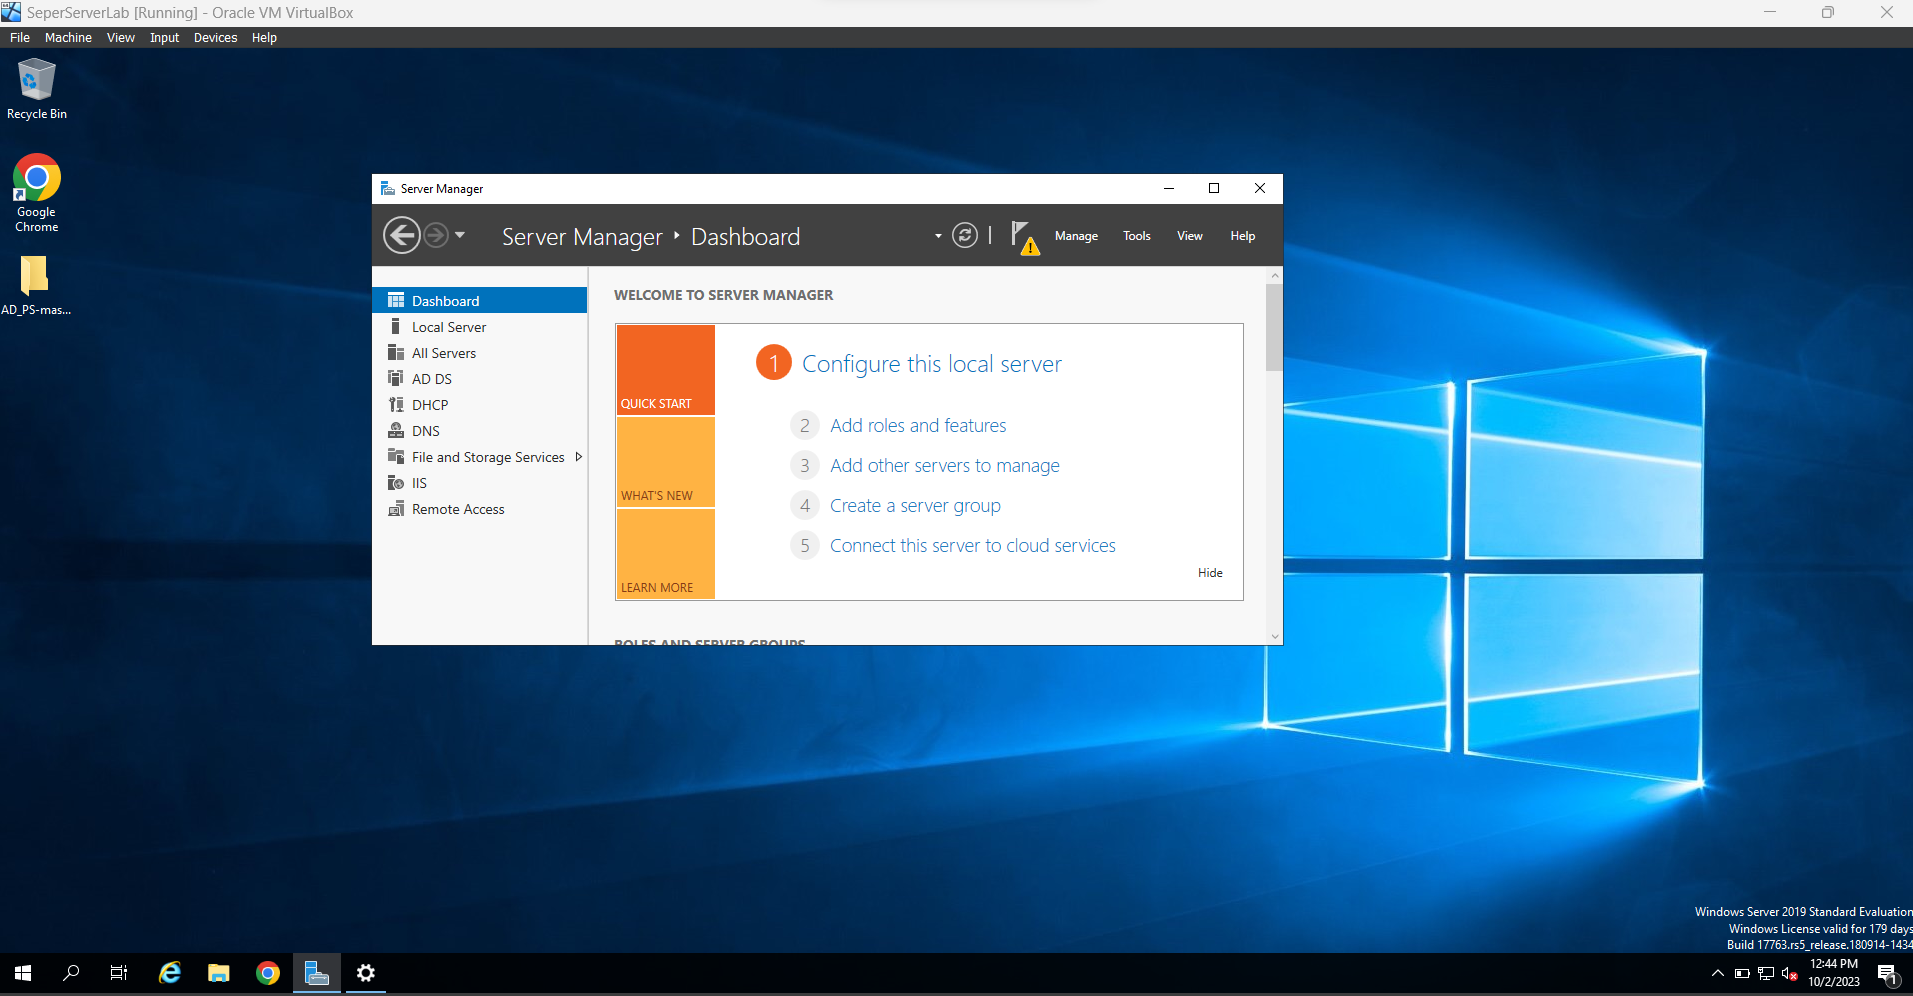 SeperServerLab [Running] - Oracle VM VirtualBox
File Machine View Input Devices Help
Recycle Bin
Google
Chrome
AD_PS-mas...
Server Manager
Server Manager Dashboard
Manage Tools View Help
Dashboard
Local Server
All Servers
AD DS
DHCP
DNS
File and Storage Services
IIS
Remote Access
WELCOME TO SERVER MANAGER
QUICK START
WHAT'S NEW
LEARN MORE
1 Configure this local server
2 Add roles and features
3 Add other servers to manage
4 Create a server group
5 Connect this server to cloud services
Hide
ROLES AND SERVER GROUPS
Windows Server 2019 Standard Evaluation
Windows License valid for 179 days
Build 17763.rs5_release.180914-1434
12:44 PM
10/2/2023
1